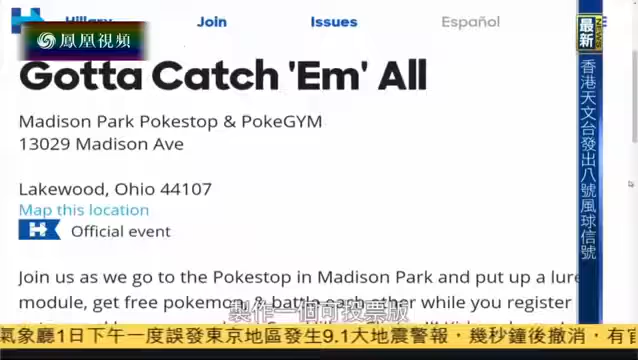 Hillary
Join
Issues
Español
鳳凰視頻
最新
NEWS
香港天文台發出八號風球信號
Gotta Catch 'Em' All
Madison Park Pokestop & PokeGYM
13029 Madison Ave
Lakewood, Ohio 44107
Map this location
H Official event
Join us as we go to the Pokestop in Madison Park and put up a lure
module, get free pokemon, & battle each other while you register
製作一個可投票版
氣象廳1日下午一度誤發東京地區發生9.1大地震警報，幾秒鐘後撤消，有官